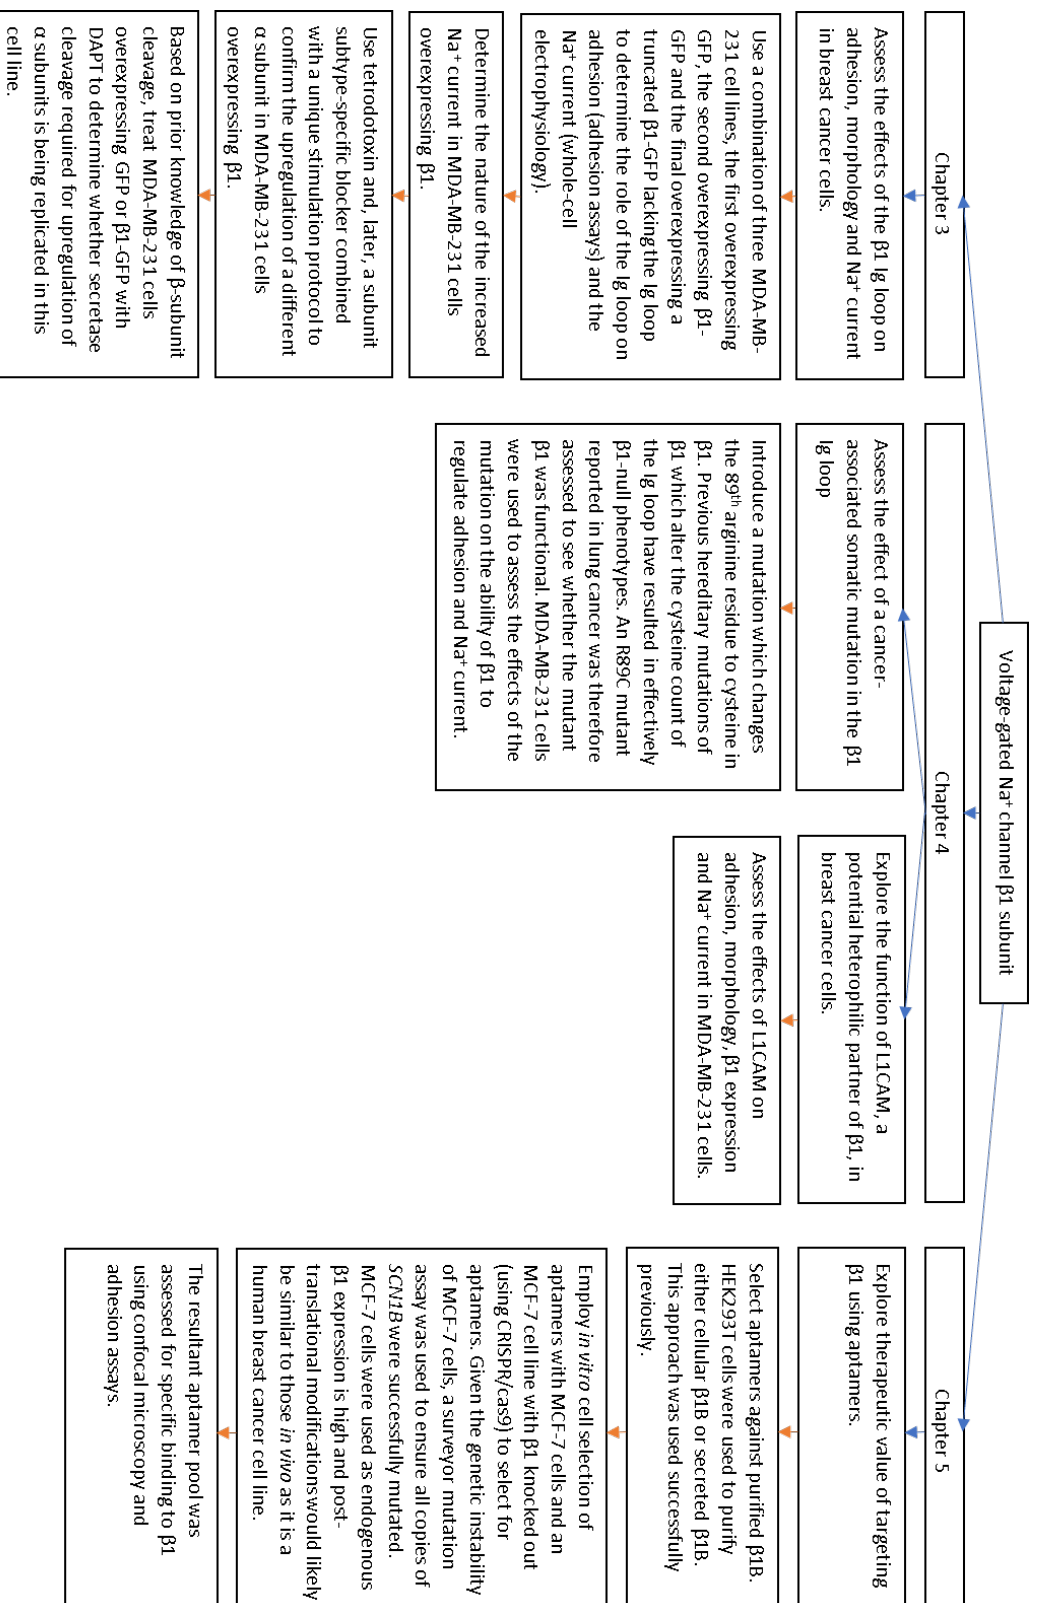 Voltage-gated Na⁺ channel β1 subunit
Chapter 3
Assess the effects of the β1 Ig loop on
adhesion, morphology and Na⁺ current
in breast cancer cells.
Use a combination of three MDA-MB-
231 cell lines, the first overexpressing
GFP, the second overexpressing β1-
GFP and the final overexpressing a
truncated β1-GFP lacking the Ig loop
to determine the role of the Ig loop on
adhesion (adhesion assays) and the
Na⁺ current (whole-cell
electrophysiology).
Determine the nature of the increased
Na⁺ current in MDA-MB-231 cells
overexpressing β1.
Use tetrodotoxin and, later, a subunit
subtype-specific blocker combined
with a unique stimulation protocol to
confirm the upregulation of a different
α subunit in MDA-MB-231 cells
overexpressing β1.
Based on prior knowledge of β-subunit
cleavage, treat MDA-MB-231 cells
overexpressing GFP or β1-GFP with
DAPT to determine whether secretase
cleavage required for upregulation of
α subunits is being replicated in this
cell line.
Chapter 4
Assess the effect of a cancer-
associated somatic mutation in the β1
Ig loop
Introduce a mutation which changes
the 89th arginine residue to cysteine in
β1. Previous hereditary mutations of
β1 which alter the cysteine count of
the Ig loop have resulted in effectively
β1-null phenotypes. An R89C mutant
reported in lung cancer was therefore
assessed to see whether the mutant
β1 was functional. MDA-MB-231 cells
were used to assess the effects of the
mutation on the ability of β1 to
regulate adhesion and Na⁺ current.
Explore the function of L1CAM, a
potential heterophilic partner of β1, in
breast cancer cells.
Assess the effects of L1CAM on
adhesion, morphology, β1 expression
and Na⁺ current in MDA-MB-231 cells.
Chapter 5
Explore therapeutic value of targeting
β1 using aptamers.
Select aptamers against purified β1B.
HEK293T cells were used to purify
either cellular β1B or secreted β1B.
This approach was used successfully
previously.
Employ in vitro cell selection of
aptamers with MCF-7 cells and an
MCF-7 cell line with β1 knocked out
(using CRISPR/cas9) to select for
aptamers. Given the genetic instability
of MCF-7 cells, a surveyor mutation
assay was used to ensure all copies of
SCN1B were successfully mutated.
MCF-7 cells were used as endogenous
β1 expression is high and post-
translational modifications would likely
be similar to those in vivo as it is a
human breast cancer cell line.
The resultant aptamer pool was
assessed for specific binding to β1
using confocal microscopy and
adhesion assays.